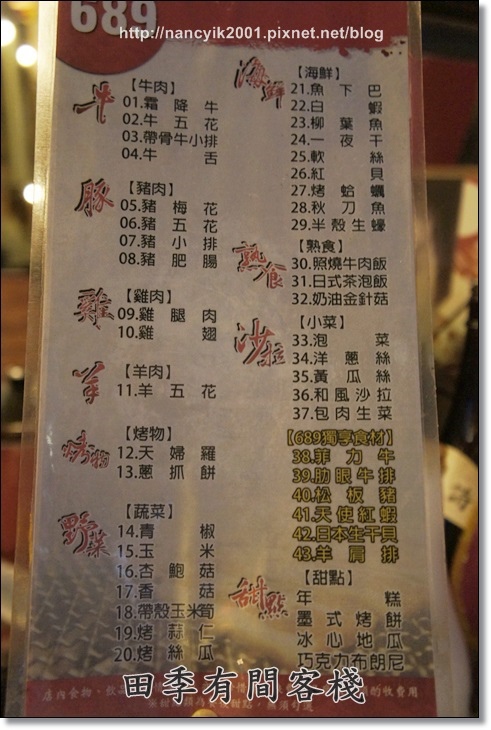 689
http://nancyik2001.pixnet.net/blog
牛
【牛肉】
01.霜降牛
02.牛五花
03.帶骨牛小排
04.牛舌
豚
【豬肉】
05.豬梅花
06.豬五花
07.豬小排
08.豬肥腸
雞
【雞肉】
09.雞腿肉
10.雞翅
羊
【羊肉】
11.羊五花
烤物
【烤物】
12.天婦羅
13.蔥抓餅
野菜
【蔬菜】
14.青椒
15.玉米
16.杏鮑菇
17.香菇
18.帶殼玉米筍
19.烤蒜仁
20.烤絲瓜
海鮮
【海鮮】
21.魚下巴
22.白蝦
23.柳葉魚
24.一夜干
25.軟絲
26.紅貝
27.烤蛤蠣
28.秋刀魚
29.半殼生蠔
熟食
【熟食】
30.照燒牛肉飯
31.日式茶泡飯
32.奶油金針菇
沙拉
【小菜】
33.泡菜
34.洋蔥絲
35.黃瓜絲
36.和風沙拉
37.包肉生菜
【689獨享食材】
38.菲力牛
39.肋眼牛排
40.松板豬
41.天使紅蝦
42.日本生干貝
43.羊肩排
甜點
【甜點】
年糕
墨式烤餅
冰心地瓜
巧克力布朗尼
店內食物、飲品
酌收費用
田季有間客棧